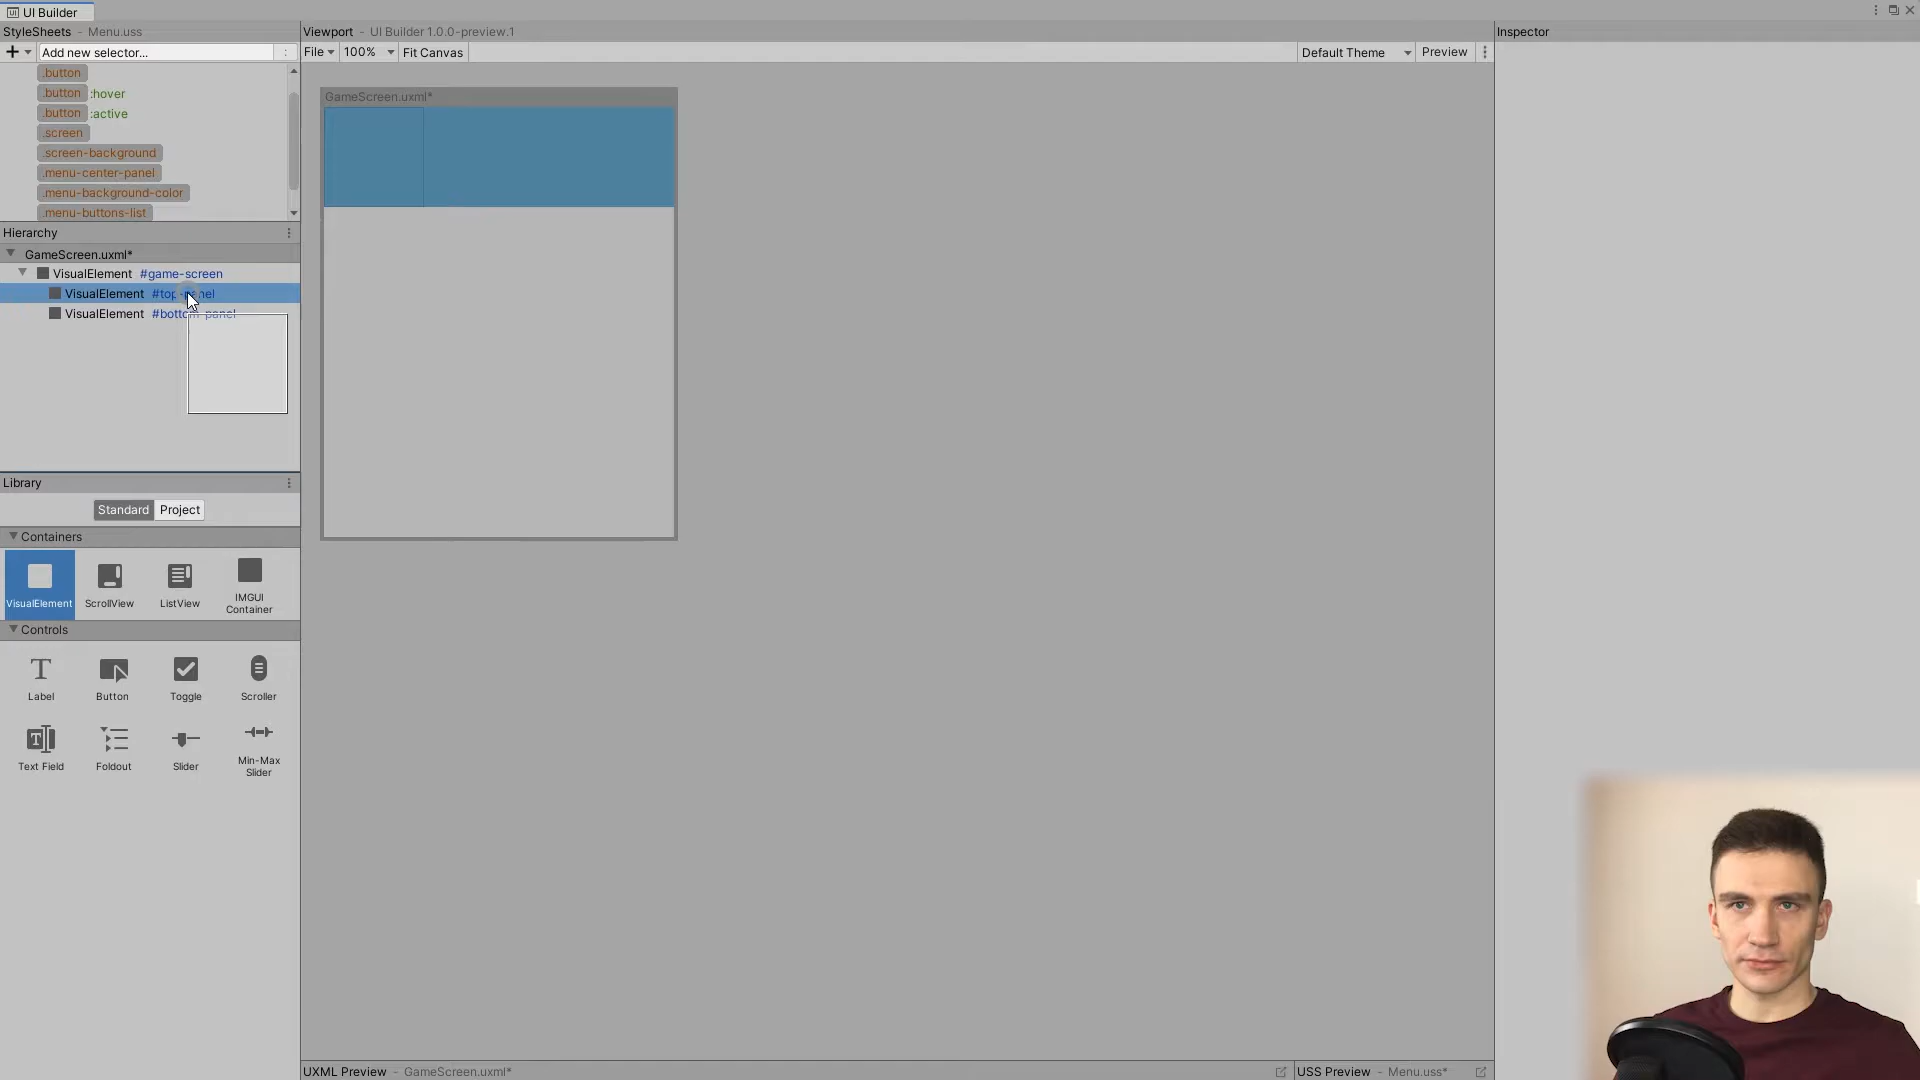 UI Builder
StyleSheets - Menu.uss
Add new selector...
.button
.button :hover
.button :active
.screen
.screen-background
.menu-center-panel
.menu-background-color
.menu-buttons-list
Hierarchy
GameScreen.uxml*
VisualElement #game-screen
VisualElement #top-panel
VisualElement #bottom-panel
Library
Standard Project
Containers
VisualElement
ScrollView
ListView
IMGUI
Container
Controls
Label
Button
Toggle
Scroller
Text Field
Foldout
Slider
Min-Max
Slider
Viewport - UI Builder 1.0.0-preview.1
File 100% Fit Canvas
Default Theme Preview
GameScreen.uxml*
UXML Preview - GameScreen.uxml*
USS Preview - Menu.uss*
Inspector